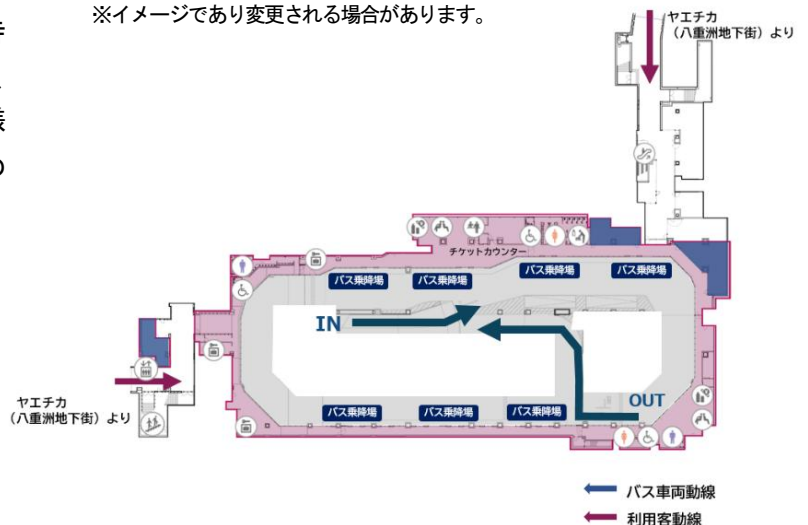 ※イメージであり変更される場合があります。
ヤエチカ
（八重洲地下街）より
チケットカウンター
バス乗降場
バス乗降場
バス乗降場
バス乗降場
IN
OUT
ヤエチカ
（八重洲地下街）より
バス乗降場
バス乗降場
バス乗降場
バス車両動線
利用客動線
の